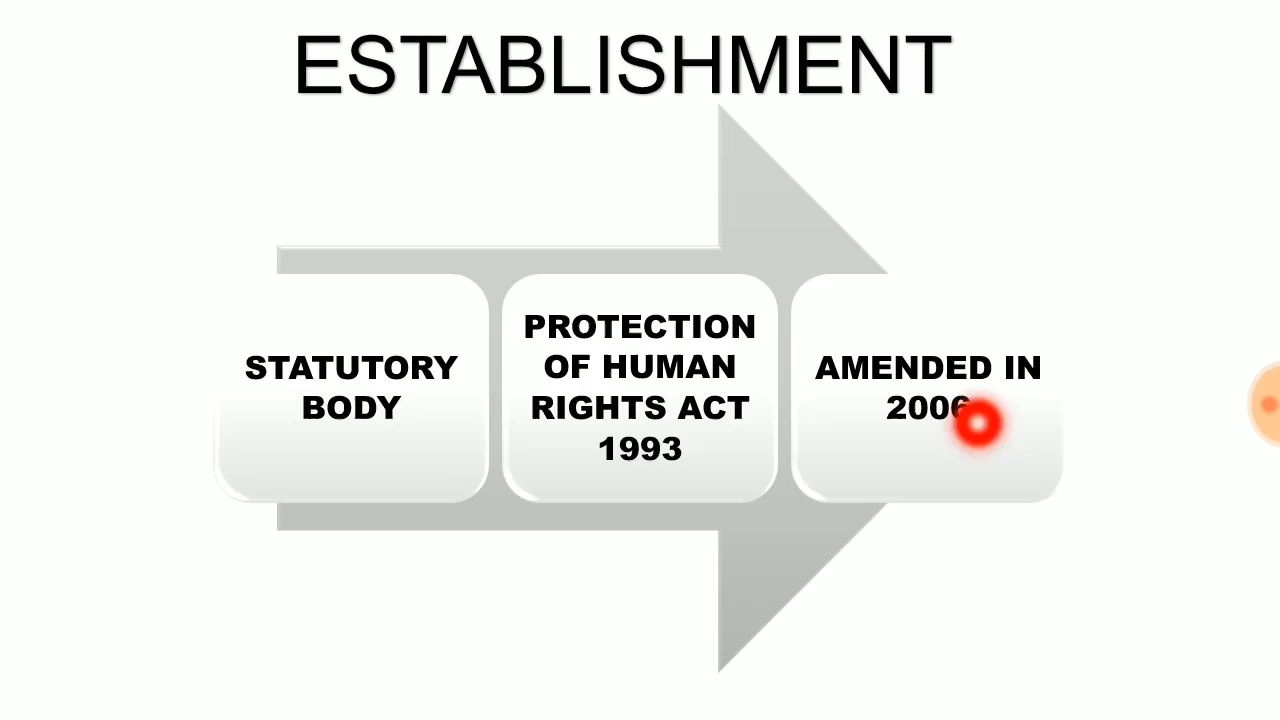 ESTABLISHMENT
STATUTORY
BODY
PROTECTION
OF HUMAN
RIGHTS ACT
1993
AMENDED IN
2006